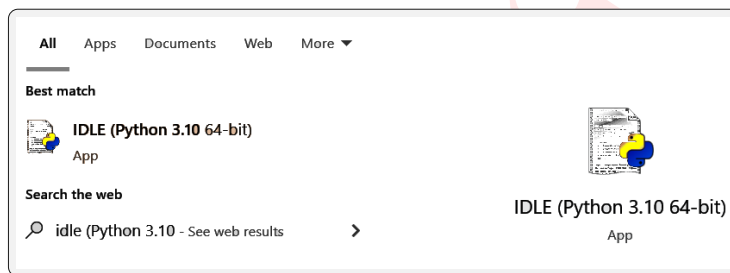 All Apps Documents Web More
Best match
IDLE (Python 3.10 64-bit)
App
Search the web
idle (Python 3.10 - See web results
IDLE (Python 3.10 64-bit)
App